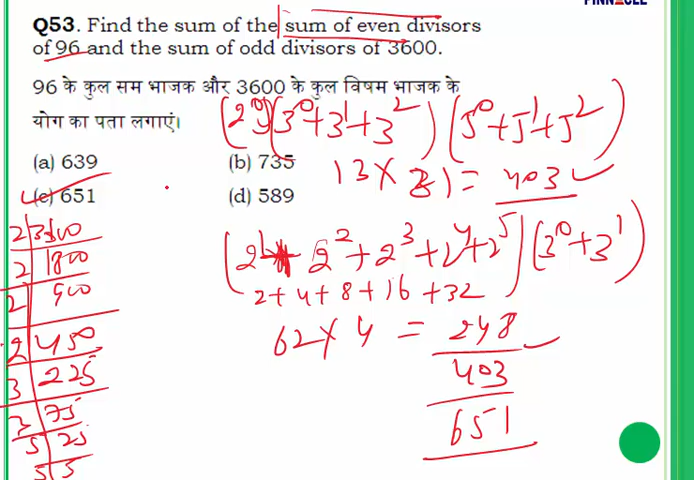 PINNACLE
Q53. Find the sum of the sum of even divisors
of 96 and the sum of odd divisors of 3600.
96 के कुल सम भाजक और 3600 के कुल विषम भाजक के
योग का पता लगाएं।
(2⁰)(3⁰+3¹+3²)(5⁰+5¹+5²)
(a) 639 (b) 735
13 × 31 = 403
(c) 651 (d) 589
2 3600
(2¹+2²+2³+2⁴+2⁵)(3⁰+3¹)
2 1800
2+4+8+16+32
2 900
62 × 4 = 248
2 450
403
3 225
651
3 75
5 25
5 5